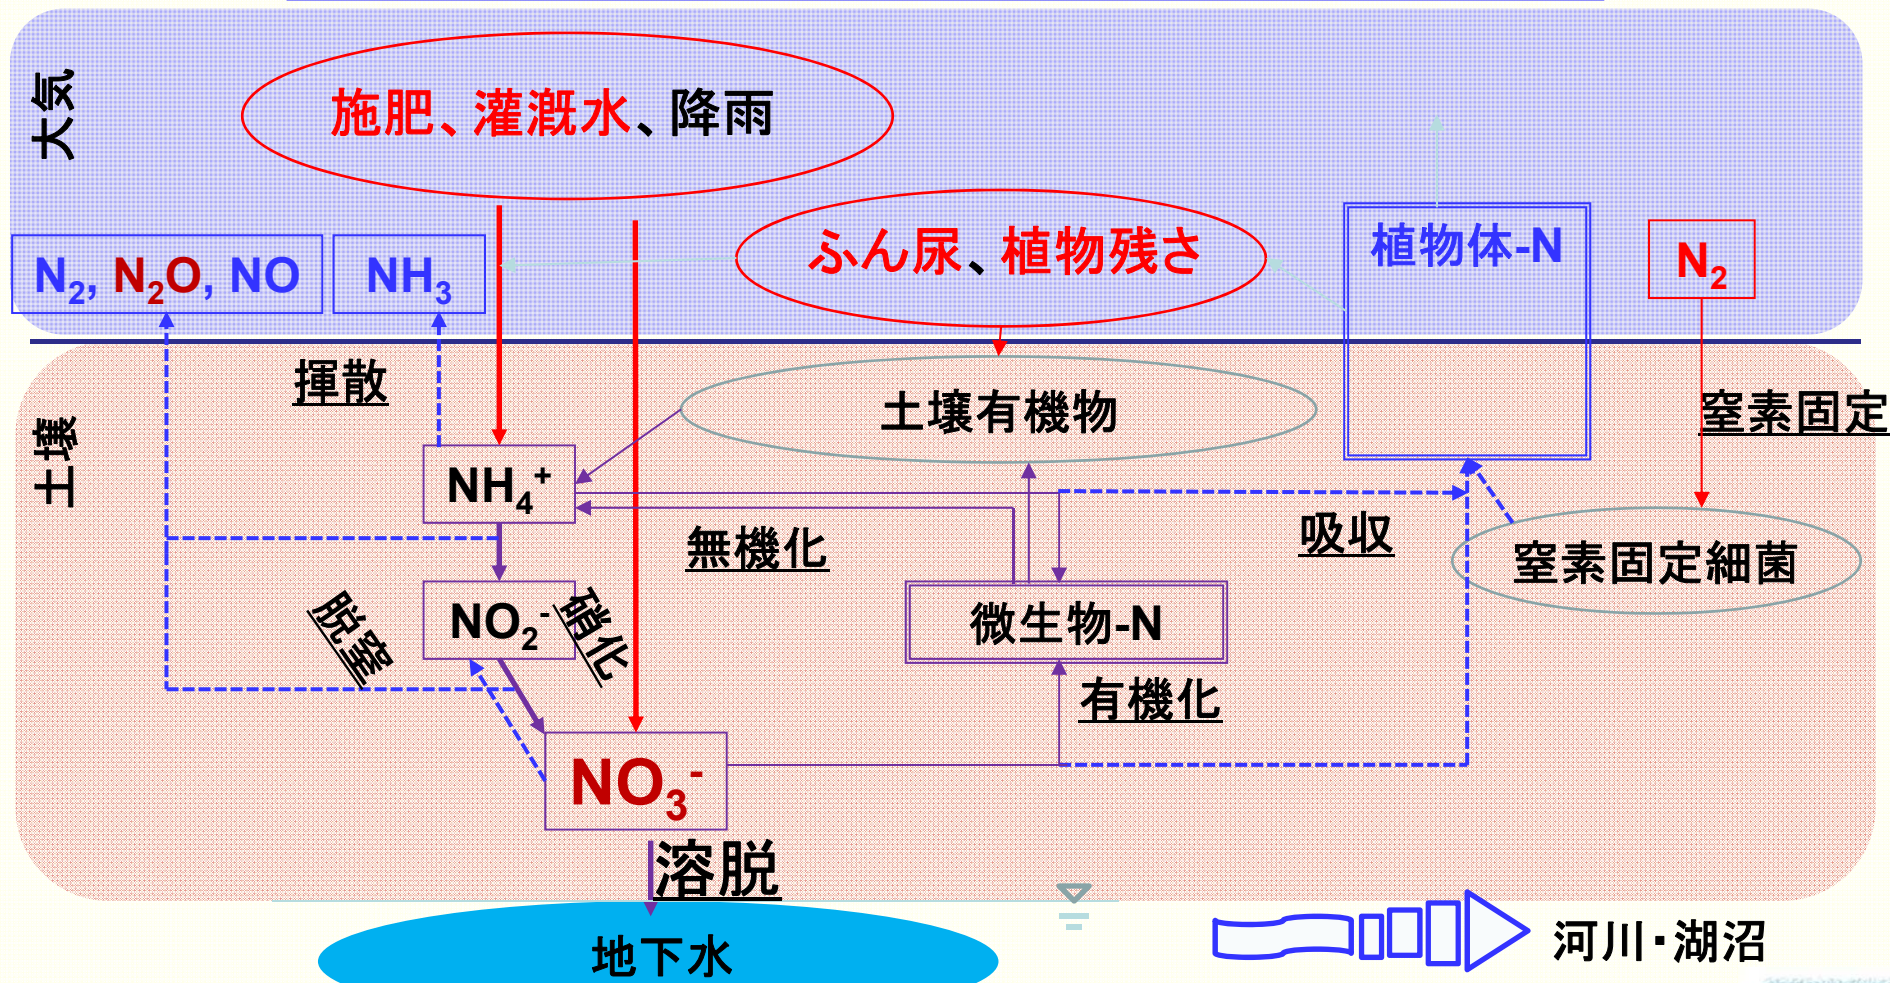 大気
施肥、灌漑水、降雨
ふん尿、植物残さ
植物体-N
N₂
N₂, N₂O, NO
NH₃
揮散
土壌有機物
窒素固定
土壌
NH₄⁺
無機化
吸収
窒素固定細菌
脱窒
NO₂⁻
硝化
微生物-N
有機化
NO₃⁻
溶脱
地下水
河川・湖沼